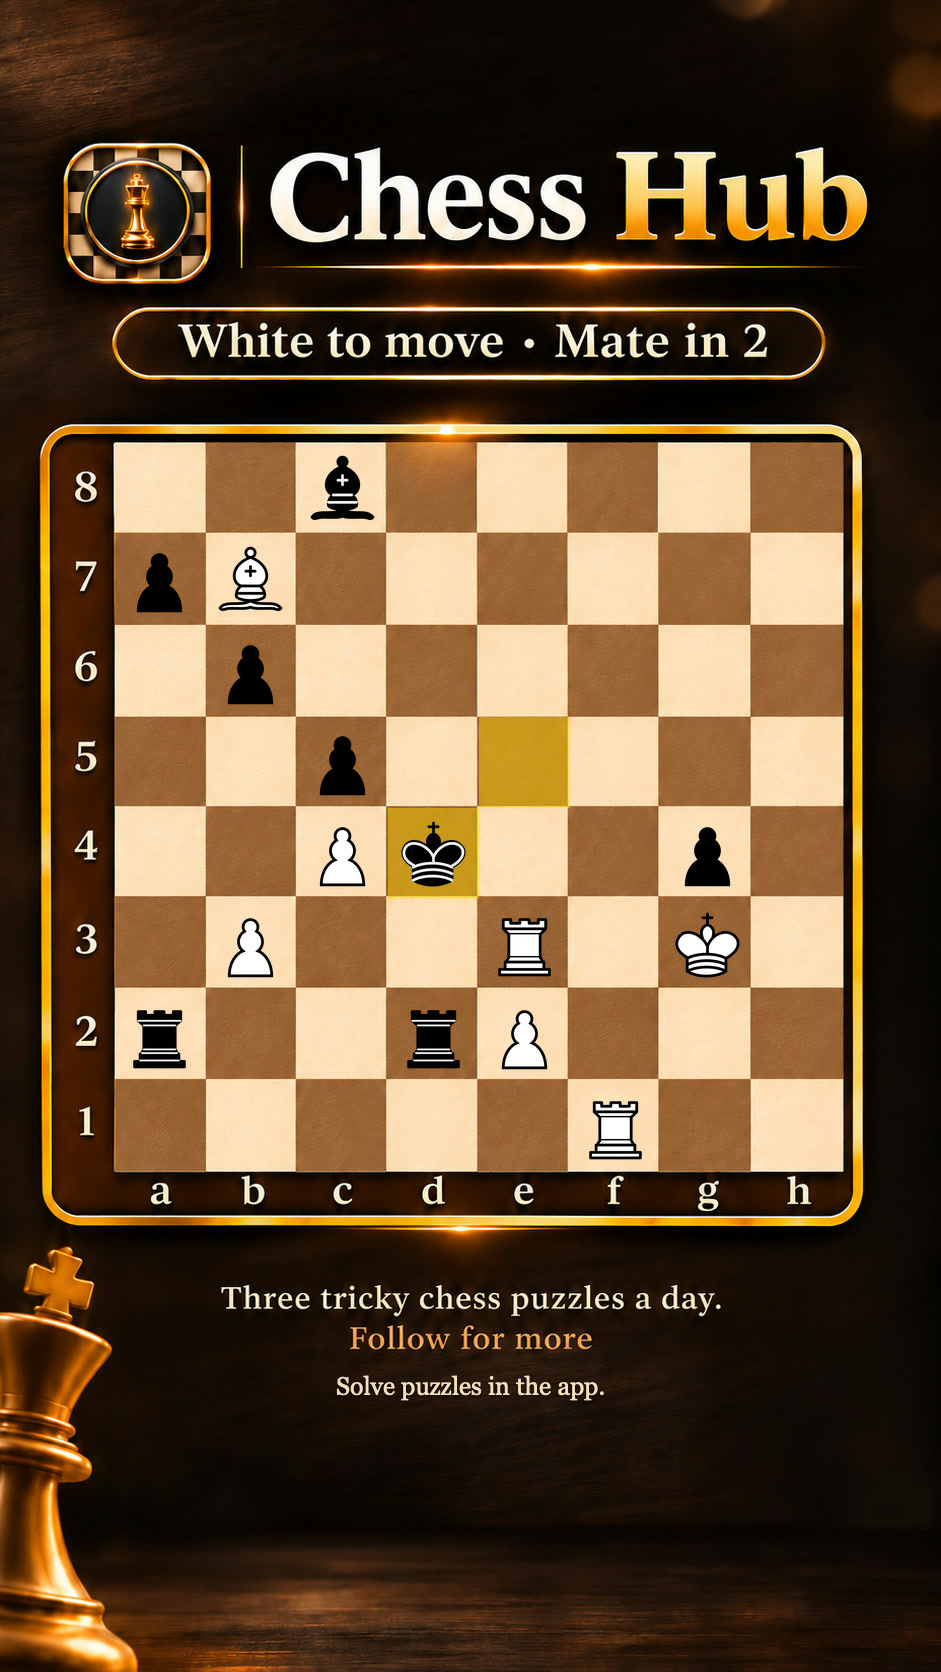 Chess Hub
White to move • Mate in 2
8
7
6
5
4
3
2
1
a b c d e f g h
Three tricky chess puzzles a day.
Follow for more
Solve puzzles in the app.